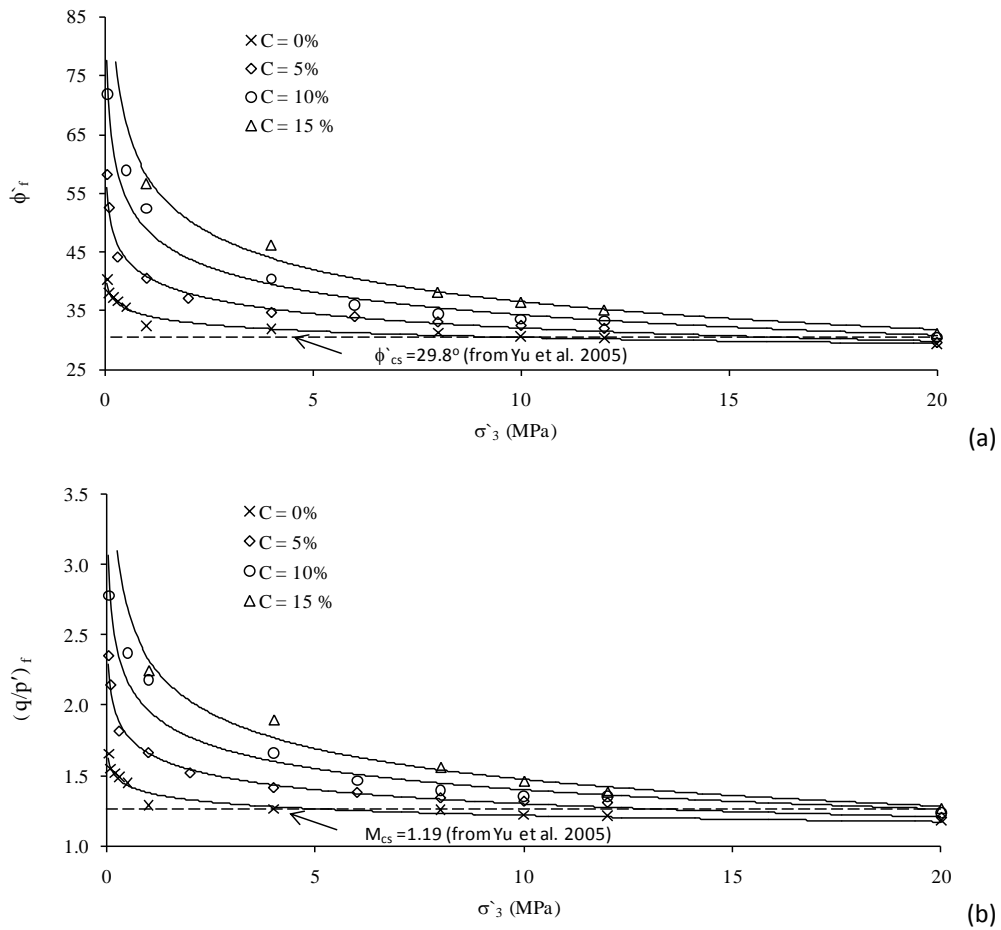 85
75
65
55
45
35
25
ϕ`f
C = 0%
C = 5%
C = 10%
C = 15 %
ϕ`cs =29.8º (from Yu et al. 2005)
0 5 10 15 20
σ`3 (MPa)
(a)
3.5
3.0
2.5
2.0
1.5
1.0
(q/p′) f
C = 0%
C = 5%
C = 10%
C = 15 %
Mcs =1.19 (from Yu et al. 2005)
0 5 10 15 20
σ`3 (MPa)
(b)